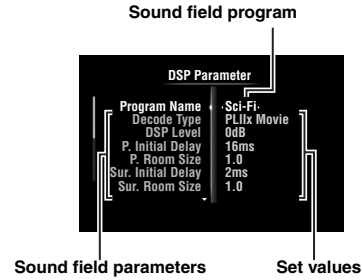 Sound field program
DSP Parameter
Program Name Sci-Fi
Decode Type PLIIx Movie
DSP Level 0dB
P. Initial Delay 16ms
P. Room Size 1.0
Sur. Initial Delay 2ms
Sur. Room Size 1.0
Sound field parameters Set values